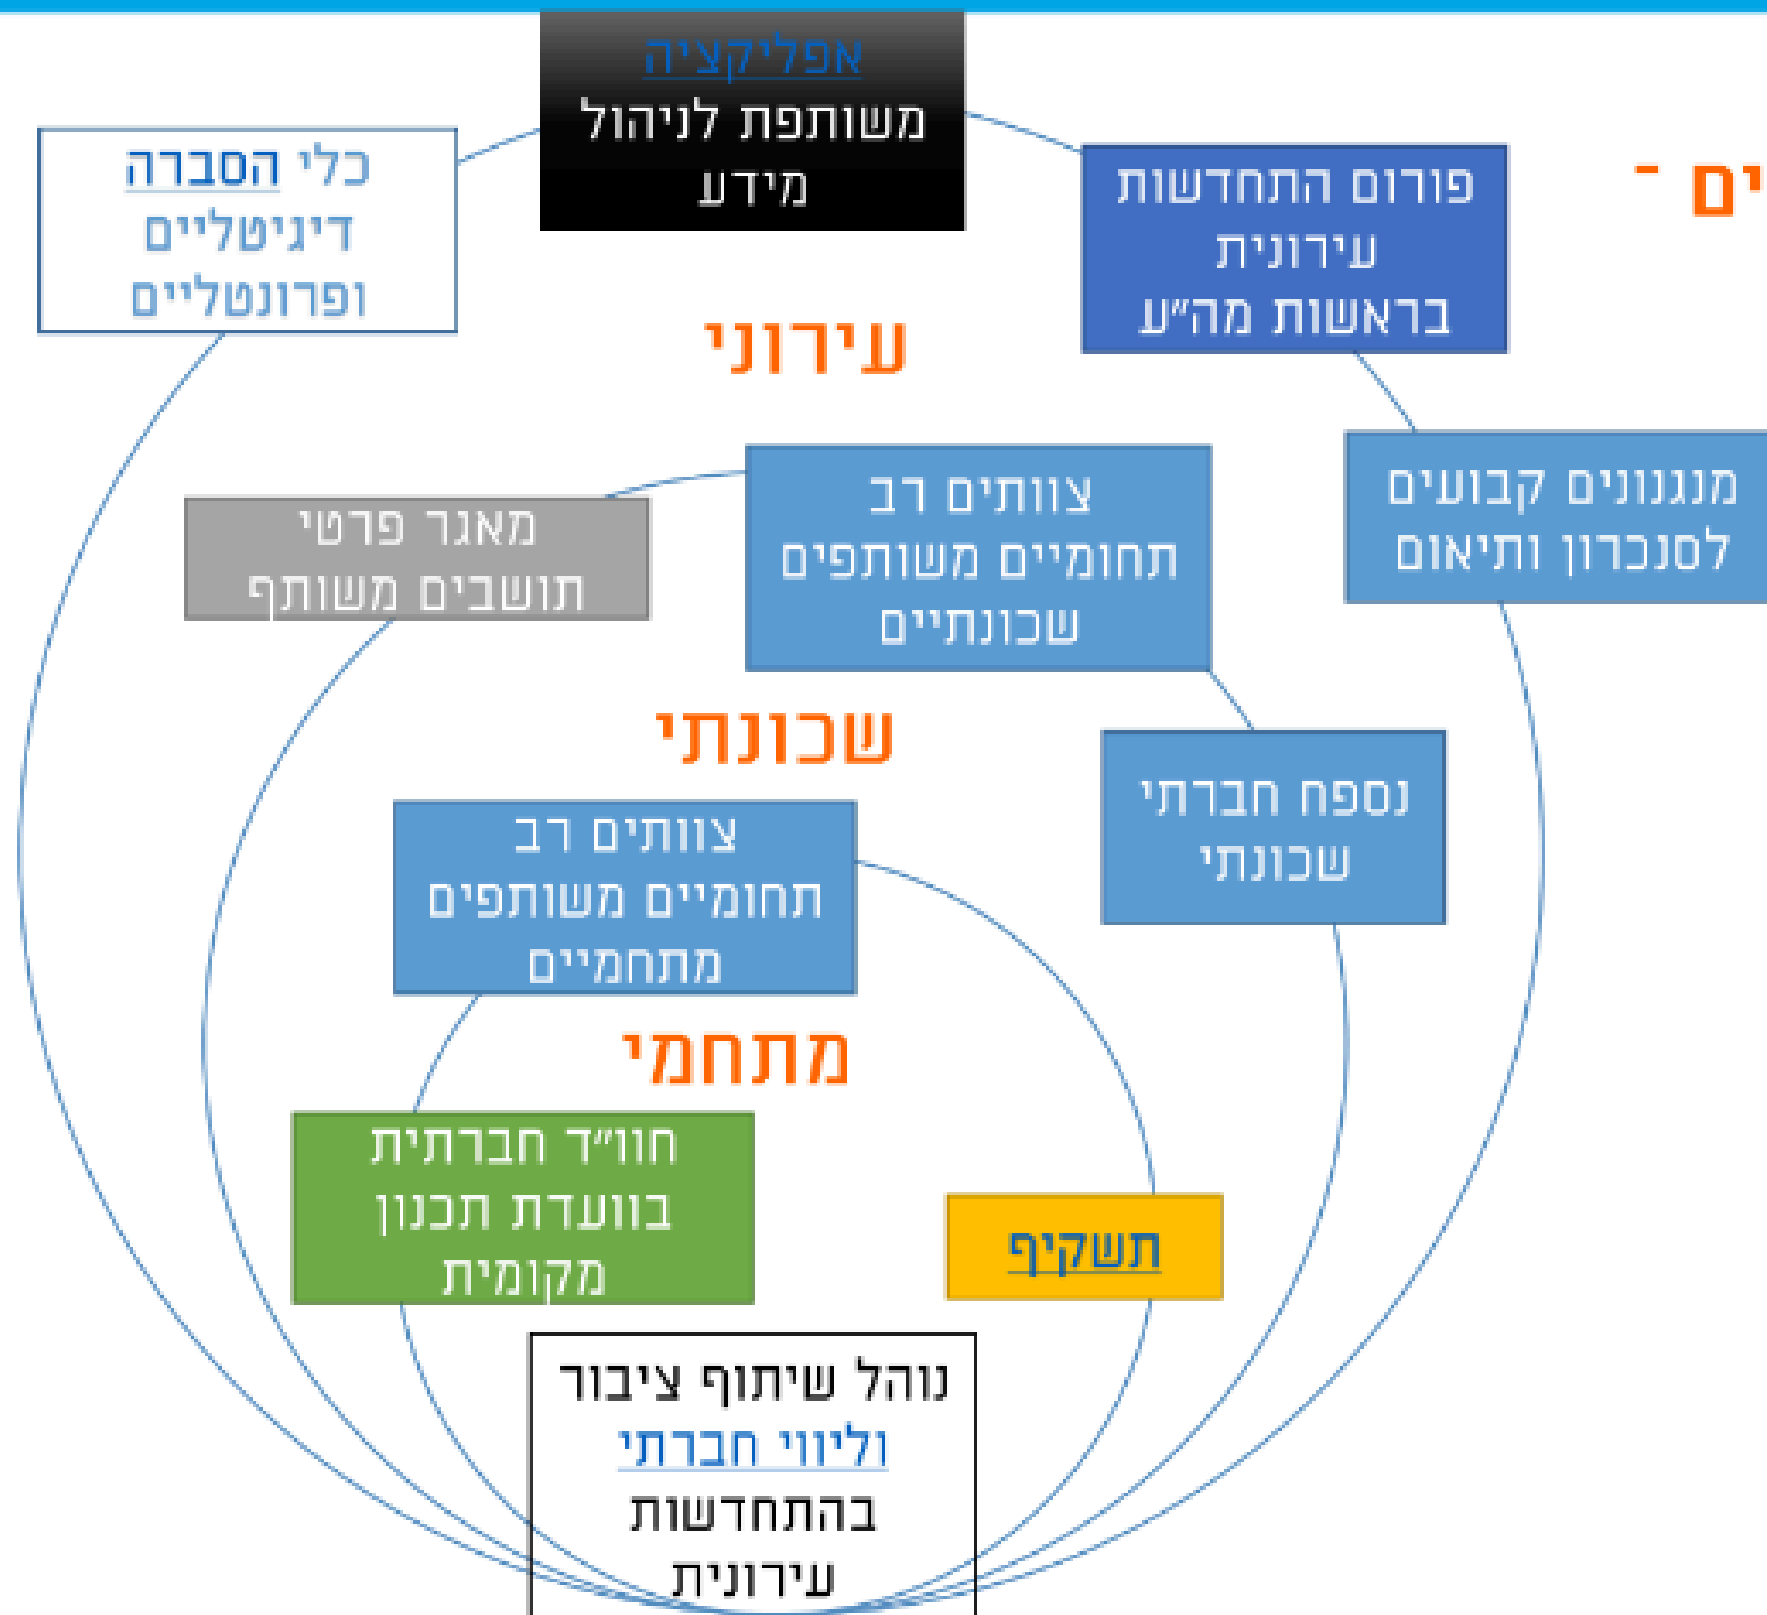 אפליקציה
משותפת לניהול
מידע
ים -
פורום התחדשות
עירונית
בראשות מה״ע
כלי הסברה
דיגיטליים
ופרונטליים
עירוני
מנגנונים קבועים
לסנכרון ותיאום
צוותים רב
תחומיים משותפים
שכונתיים
מאגר פרטי
תושבים משותף
שכונתי
נספח חברתי
שכונתי
צוותים רב
תחומיים משותפים
מתחמיים
מתחמי
חוו״ד חברתית
בוועדת תכנון
מקומית
תשקיף
נוהל שיתוף ציבור
וליווי חברתי
בהתחדשות
עירונית